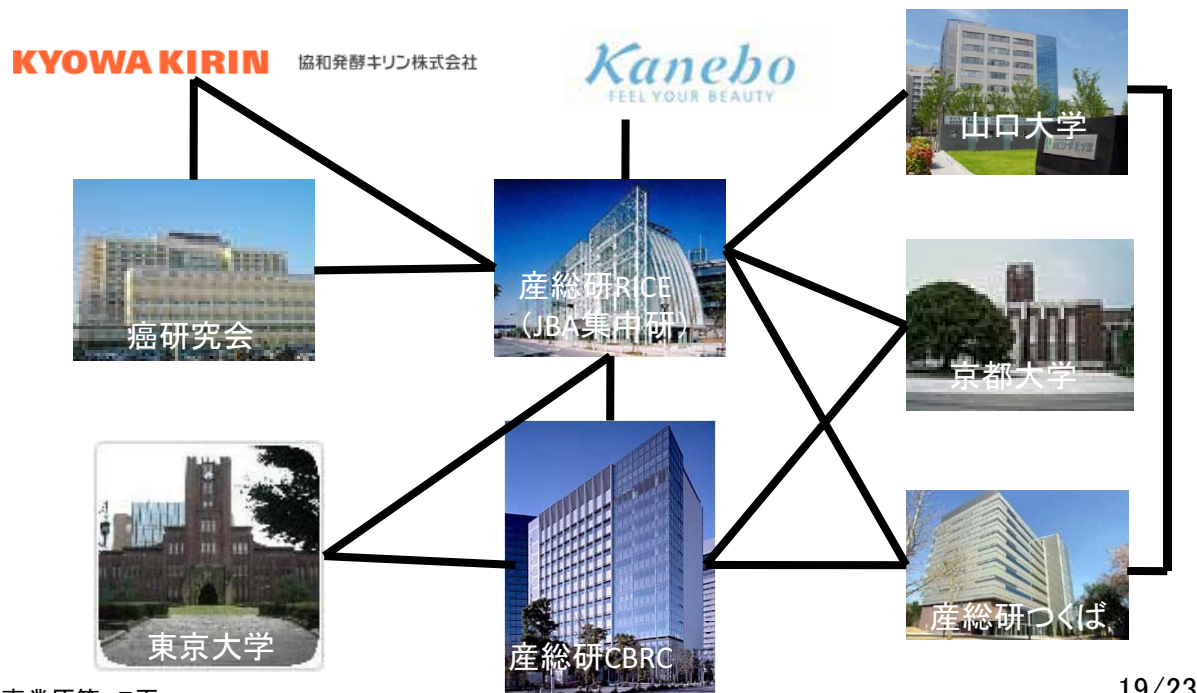 KYOWA KIRIN 協和発酵キリン株式会社
Kanebo
FEEL YOUR BEAUTY
山口大学
癌研究会
産総研RICE
（JBA集中研）
京都大学
東京大学
産総研CBRC
産総研つくば
19/23